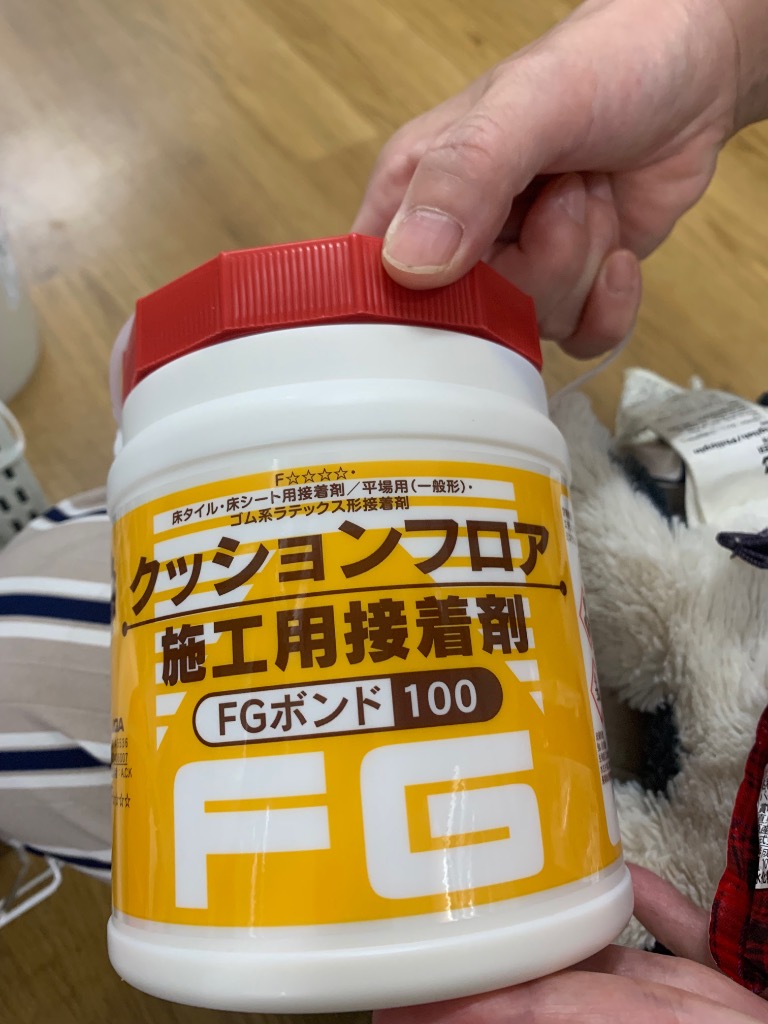 F☆☆☆☆・
床タイル・床シート用接着剤／平場用(一般形)・
ゴム系ラテックス形接着剤
クッションフロア
施工用接着剤
FGボンド 100
FG